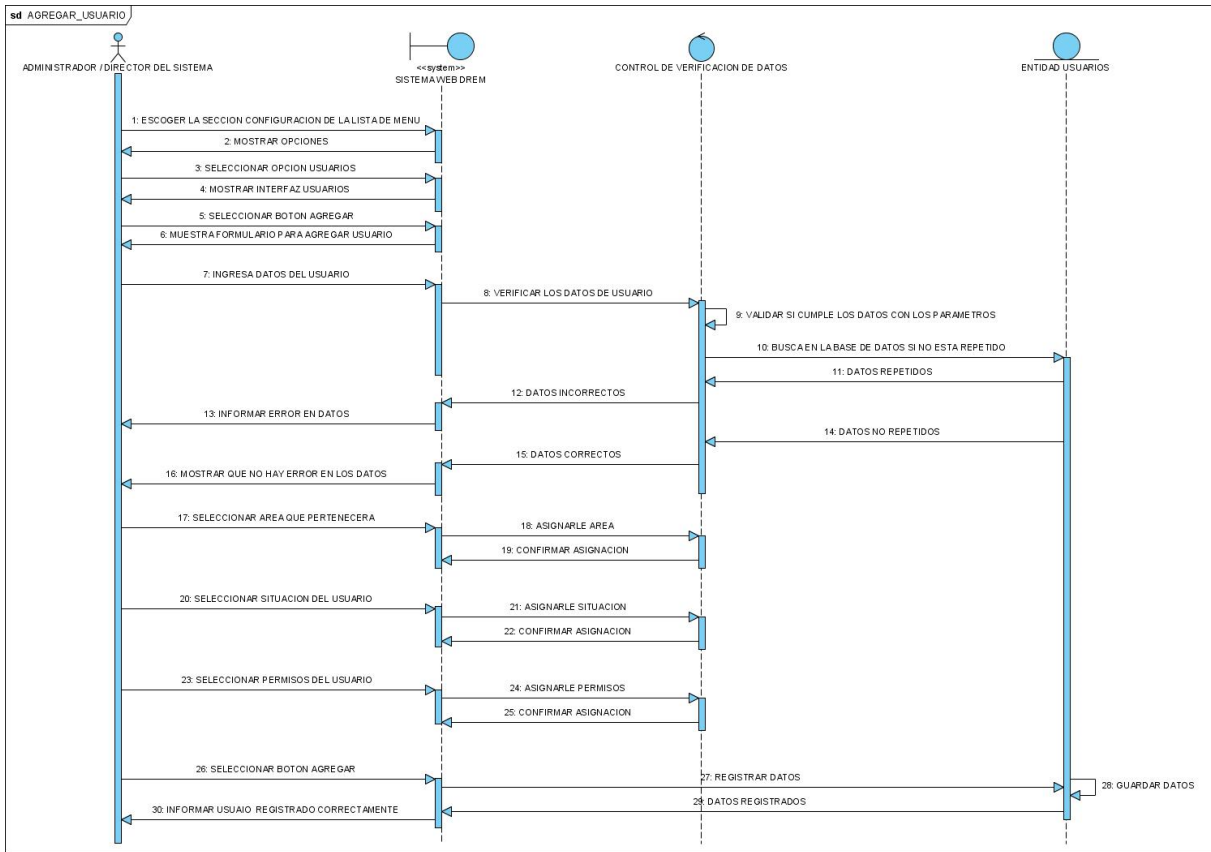 sd AGREGAR_USUARIO
ADMINISTRADOR / DIRECTOR DEL SISTEMA
<<system>>
SISTEMA WEB DREM
CONTROL DE VERIFICACION DE DATOS
ENTIDAD USUARIOS
1: ESCOGER LA SECCION CONFIGURACION DE LA LISTA DE MENU
2: MOSTRAR OPCIONES
3: SELECCIONAR OPCION USUARIOS
4: MOSTRAR INTERFAZ USUARIOS
5: SELECCIONAR BOTON AGREGAR
6: MUESTRA FORMULARIO PARA AGREGAR USUARIO
7: INGRESA DATOS DEL USUARIO
8: VERIFICAR LOS DATOS DE USUARIO
9: VALIDAR SI CUMPLE LOS DATOS CON LOS PARAMETROS
10: BUSCA EN LA BASE DE DATOS SI NO ESTA REPETIDO
11: DATOS REPETIDOS
12: DATOS INCORRECTOS
13: INFORMAR ERROR EN DATOS
14: DATOS NO REPETIDOS
15: DATOS CORRECTOS
16: MOSTRAR QUE NO HAY ERROR EN LOS DATOS
17: SELECCIONAR AREA QUE PERTENECERA
18: ASIGNARLE AREA
19: CONFIRMAR ASIGNACION
20: SELECCIONAR SITUACION DEL USUARIO
21: ASIGNARLE SITUACION
22: CONFIRMAR ASIGNACION
23: SELECCIONAR PERMISOS DEL USUARIO
24: ASIGNARLE PERMISOS
25: CONFIRMAR ASIGNACION
26: SELECCIONAR BOTON AGREGAR
27: REGISTRAR DATOS
28: GUARDAR DATOS
29: DATOS REGISTRADOS
30: INFORMAR USUAIO REGISTRADO CORRECTAMENTE